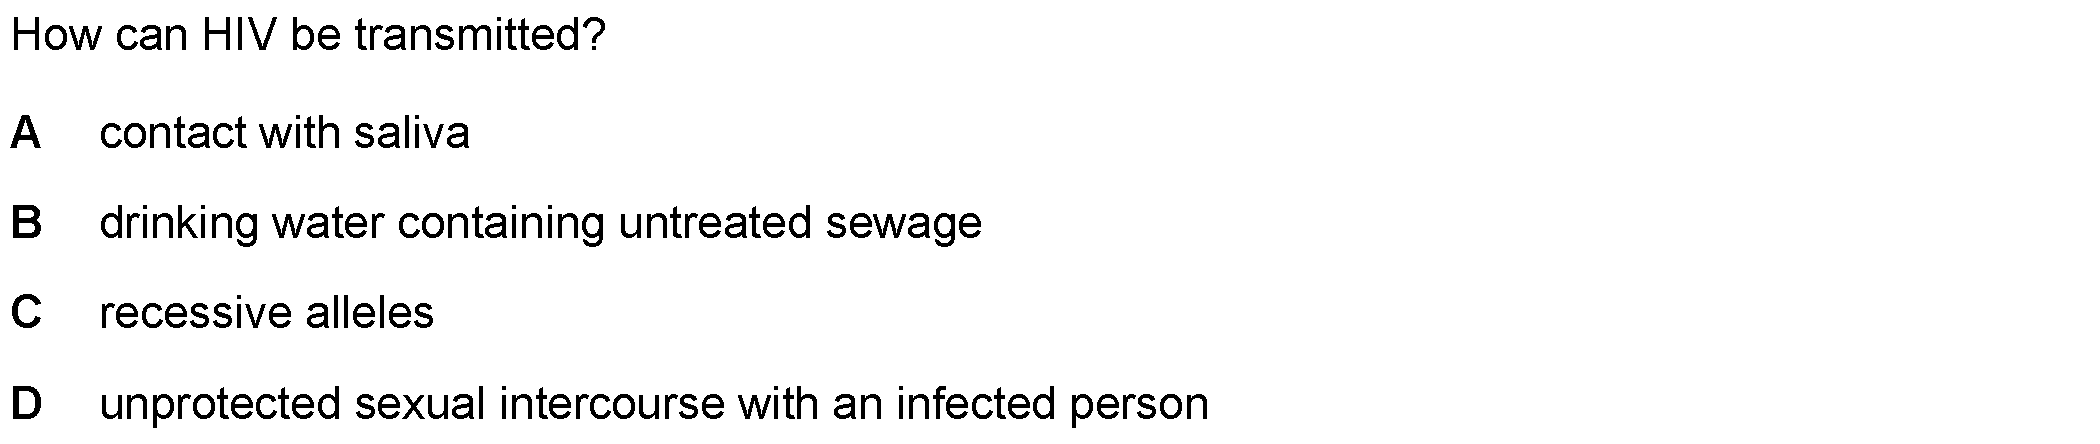 How can HIV be transmitted?
A contact with saliva
B drinking water containing untreated sewage
C recessive alleles
D unprotected sexual intercourse with an infected person